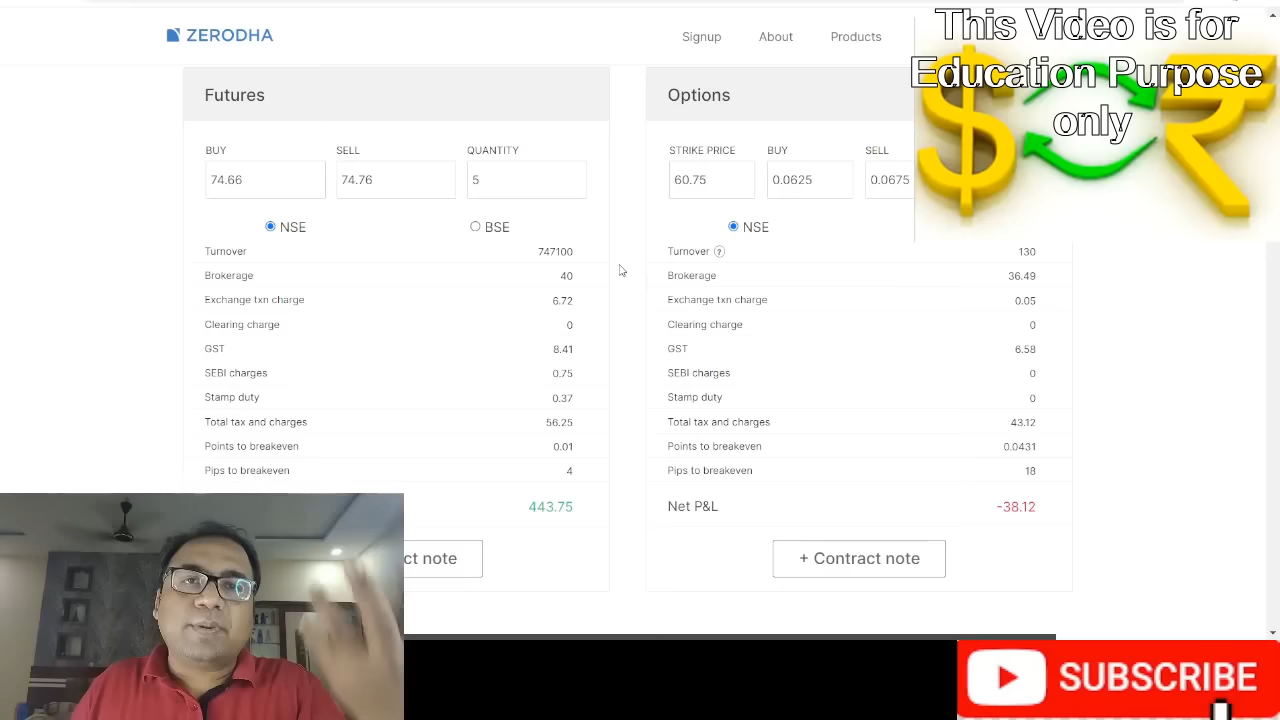 ZERODHA
Signup About Products
This Video is for
Education Purpose
only
Futures
BUY SELL QUANTITY
74.66 74.76 5
NSE BSE
Turnover 747100
Brokerage 40
Exchange txn charge 6.72
Clearing charge 0
GST 8.41
SEBI charges 0.75
Stamp duty 0.37
Total tax and charges 56.25
Points to breakeven 0.01
Pips to breakeven 4
443.75
ct note
Options
STRIKE PRICE BUY SELL
60.75 0.0625 0.0675
NSE
Turnover ? 130
Brokerage 36.49
Exchange txn charge 0.05
Clearing charge 0
GST 6.58
SEBI charges 0
Stamp duty 0
Total tax and charges 43.12
Points to breakeven 0.0431
Pips to breakeven 18
Net P&L -38.12
+ Contract note
SUBSCRIBE